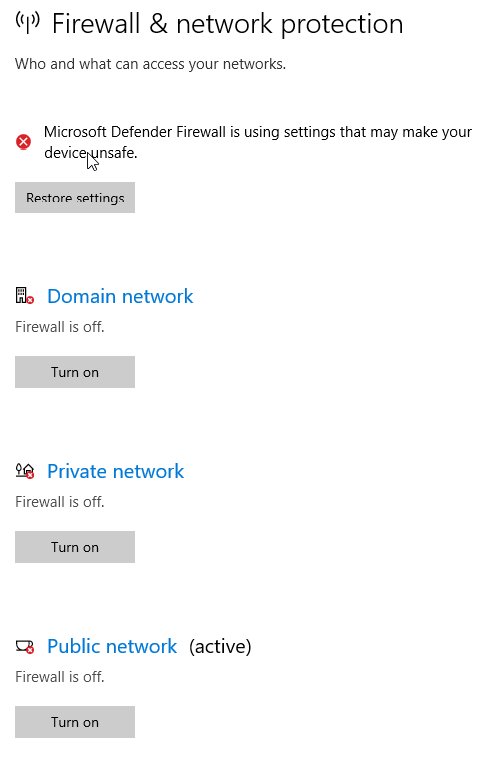 Firewall & network protection
Who and what can access your networks.
Microsoft Defender Firewall is using settings that may make your
device unsafe.
Restore settings
Domain network
Firewall is off.
Turn on
Private network
Firewall is off.
Turn on
Public network (active)
Firewall is off.
Turn on